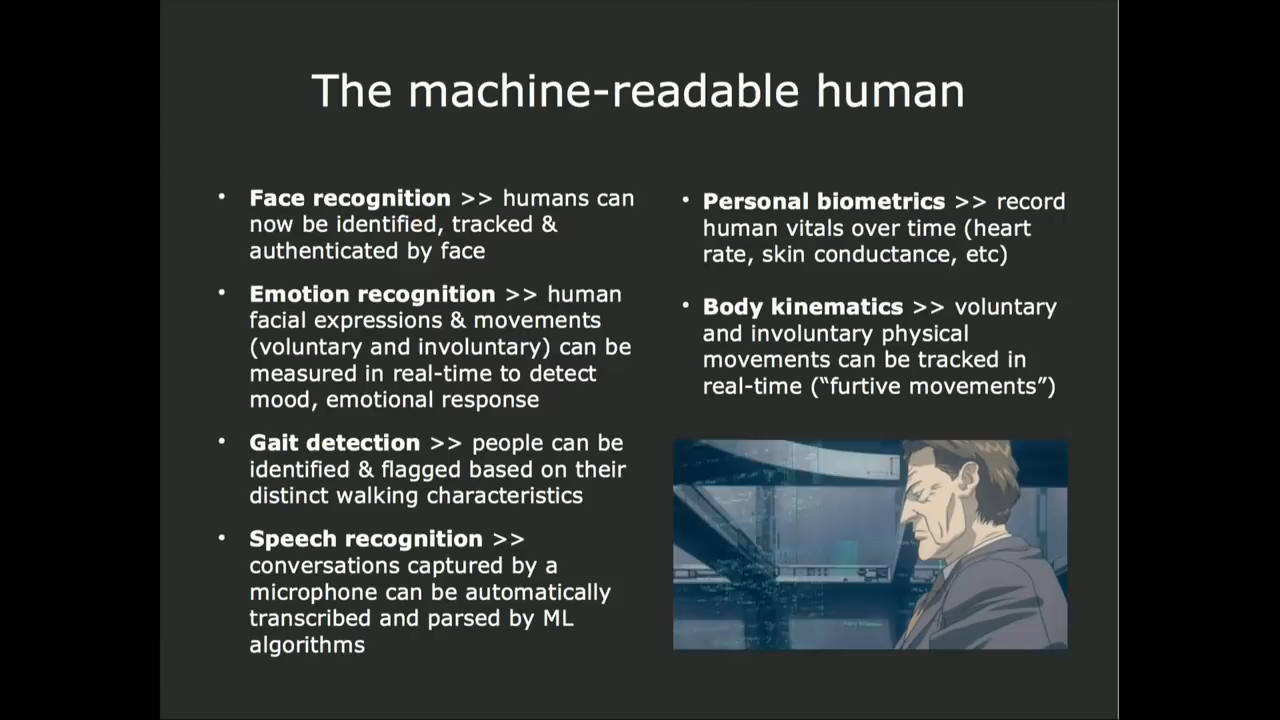 The machine-readable human
• Face recognition >> humans can
now be identified, tracked &
authenticated by face
• Emotion recognition >> human
facial expressions & movements
(voluntary and involuntary) can be
measured in real-time to detect
mood, emotional response
• Gait detection >> people can be
identified & flagged based on their
distinct walking characteristics
• Speech recognition >>
conversations captured by a
microphone can be automatically
transcribed and parsed by ML
algorithms
• Personal biometrics >> record
human vitals over time (heart
rate, skin conductance, etc)
• Body kinematics >> voluntary
and involuntary physical
movements can be tracked in
real-time (“furtive movements”)